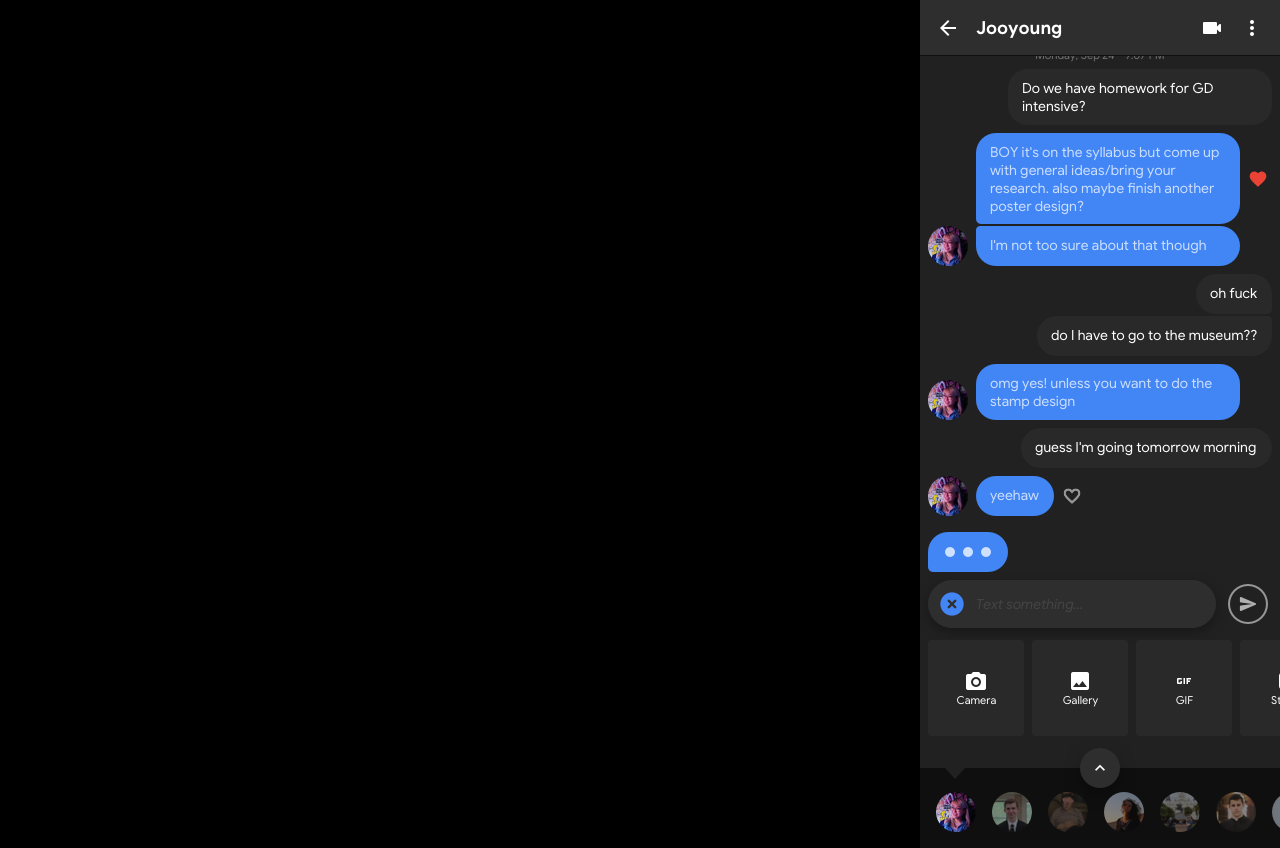 Jooyoung
Monday, Sep 24
Do we have homework for GD
intensive?
BOY it's on the syllabus but come up
with general ideas/bring your
research. also maybe finish another
poster design?
I'm not too sure about that though
oh fuck
do I have to go to the museum??
omg yes! unless you want to do the
stamp design
guess I'm going tomorrow morning
yeehaw
Text something...
Camera
Gallery
GIF
GIF